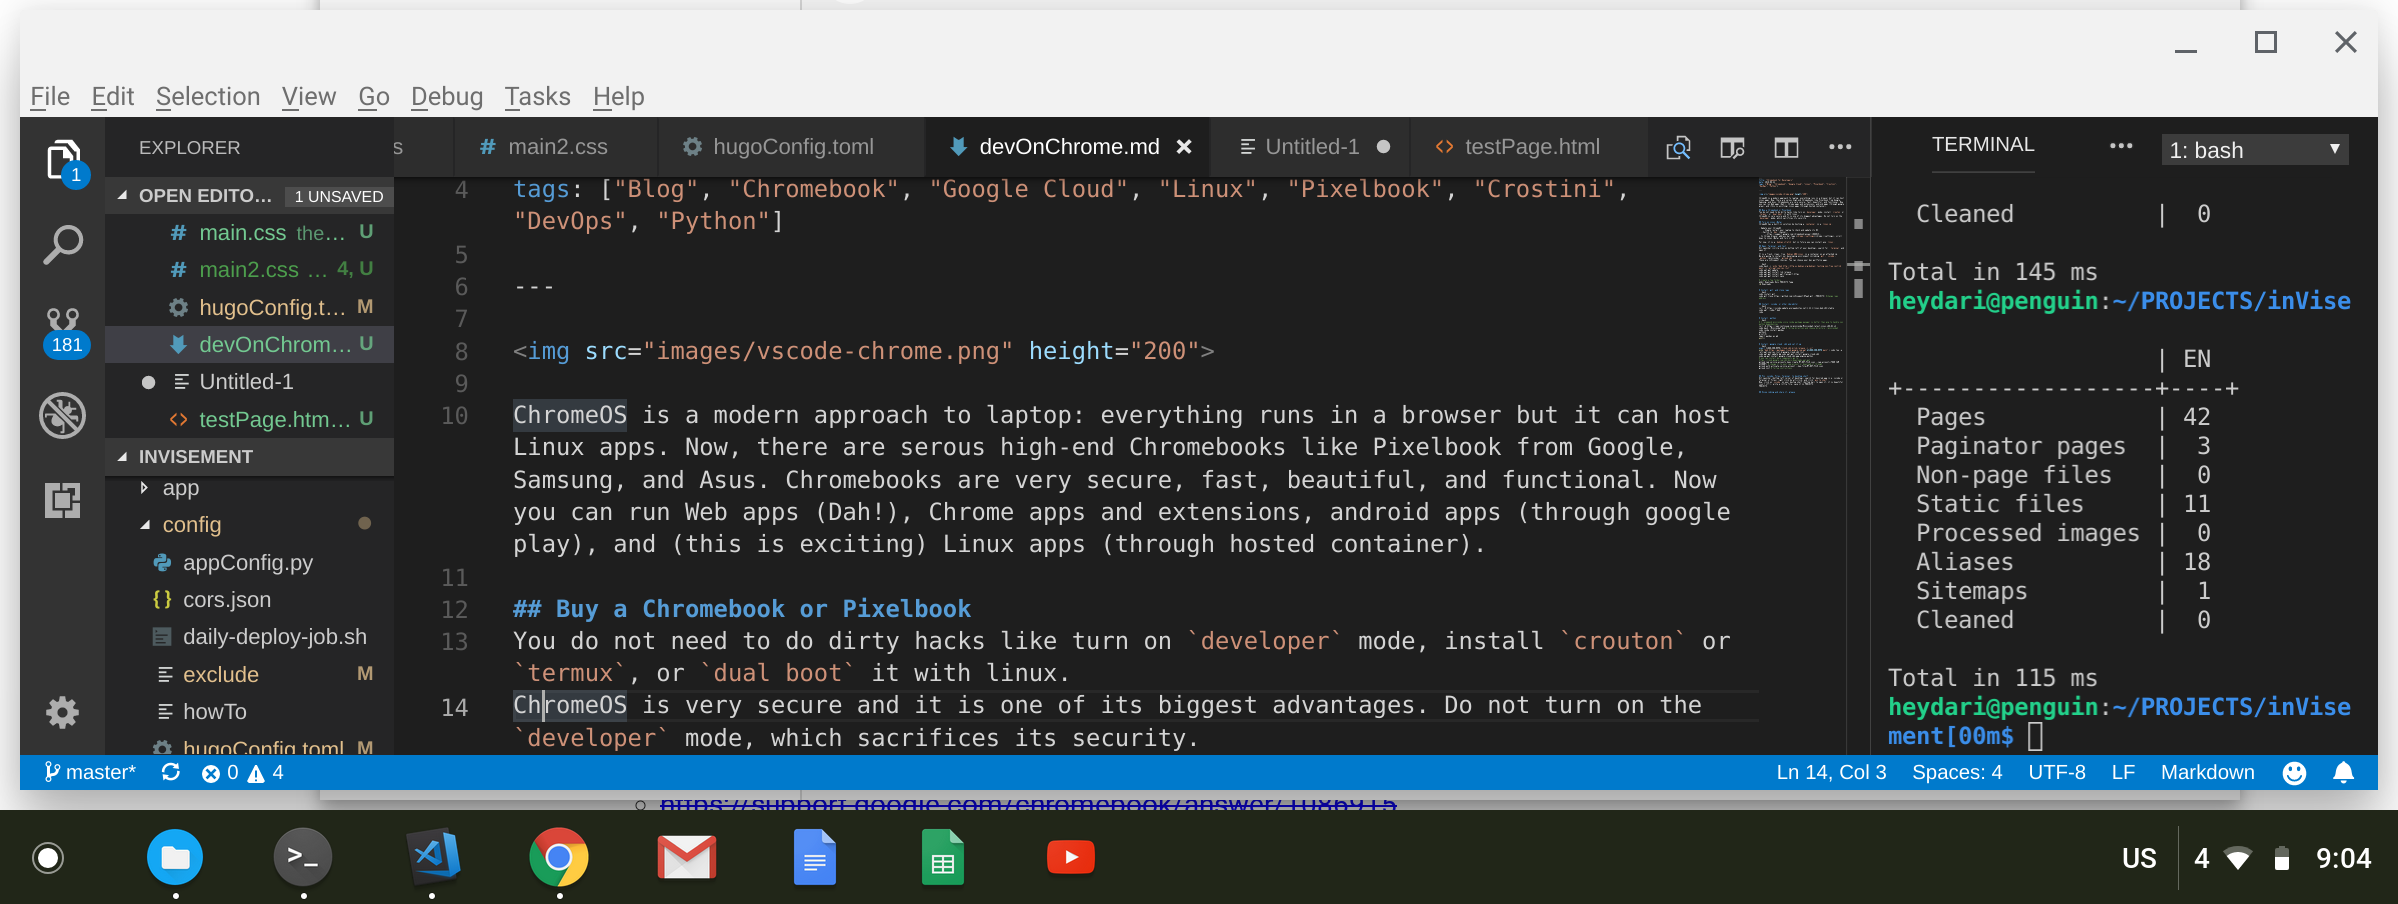 File Edit Selection View Go Debug Tasks Help
EXPLORER
1
OPEN EDITO... 1 UNSAVED
# main.css the... U
# main2.css ... 4, U
hugoConfig.t... M
181
devOnChrom... U
Untitled-1
<> testPage.htm... U
INVISEMENT
app
config
appConfig.py
{} cors.json
daily-deploy-job.sh
exclude M
howTo
hugoConfig.toml M
s # main2.css hugoConfig.toml devOnChrome.md Untitled-1 <> testPage.html
4 tags: ["Blog", "Chromebook", "Google Cloud", "Linux", "Pixelbook", "Crostini",
"DevOps", "Python"]
5
6 ---
7
8 <img src="images/vscode-chrome.png" height="200">
9
10 ChromeOS is a modern approach to laptop: everything runs in a browser but it can host
Linux apps. Now, there are serous high-end Chromebooks like Pixelbook from Google,
Samsung, and Asus. Chromebooks are very secure, fast, beautiful, and functional. Now
you can run Web apps (Dah!), Chrome apps and extensions, android apps (through google
play), and (this is exciting) Linux apps (through hosted container).
11
12 ## Buy a Chromebook or Pixelbook
13 You do not need to do dirty hacks like turn on `developer` mode, install `crouton` or
`termux`, or `dual boot` it with linux.
14 ChromeOS is very secure and it is one of its biggest advantages. Do not turn on the
`developer` mode, which sacrifices its security.
TERMINAL ... 1: bash
Cleaned | 0
Total in 145 ms
heydari@penguin:~/PROJECTS/inVise
| EN
+------------------+----+
Pages | 42
Paginator pages | 3
Non-page files | 0
Static files | 11
Processed images | 0
Aliases | 18
Sitemaps | 1
Cleaned | 0
Total in 115 ms
heydari@penguin:~/PROJECTS/inVise
ment[00m$
master* 0 4 Ln 14, Col 3 Spaces: 4 UTF-8 LF Markdown
https://support.google.com/chromebook/answer/1086915
>_ US 4 9:04